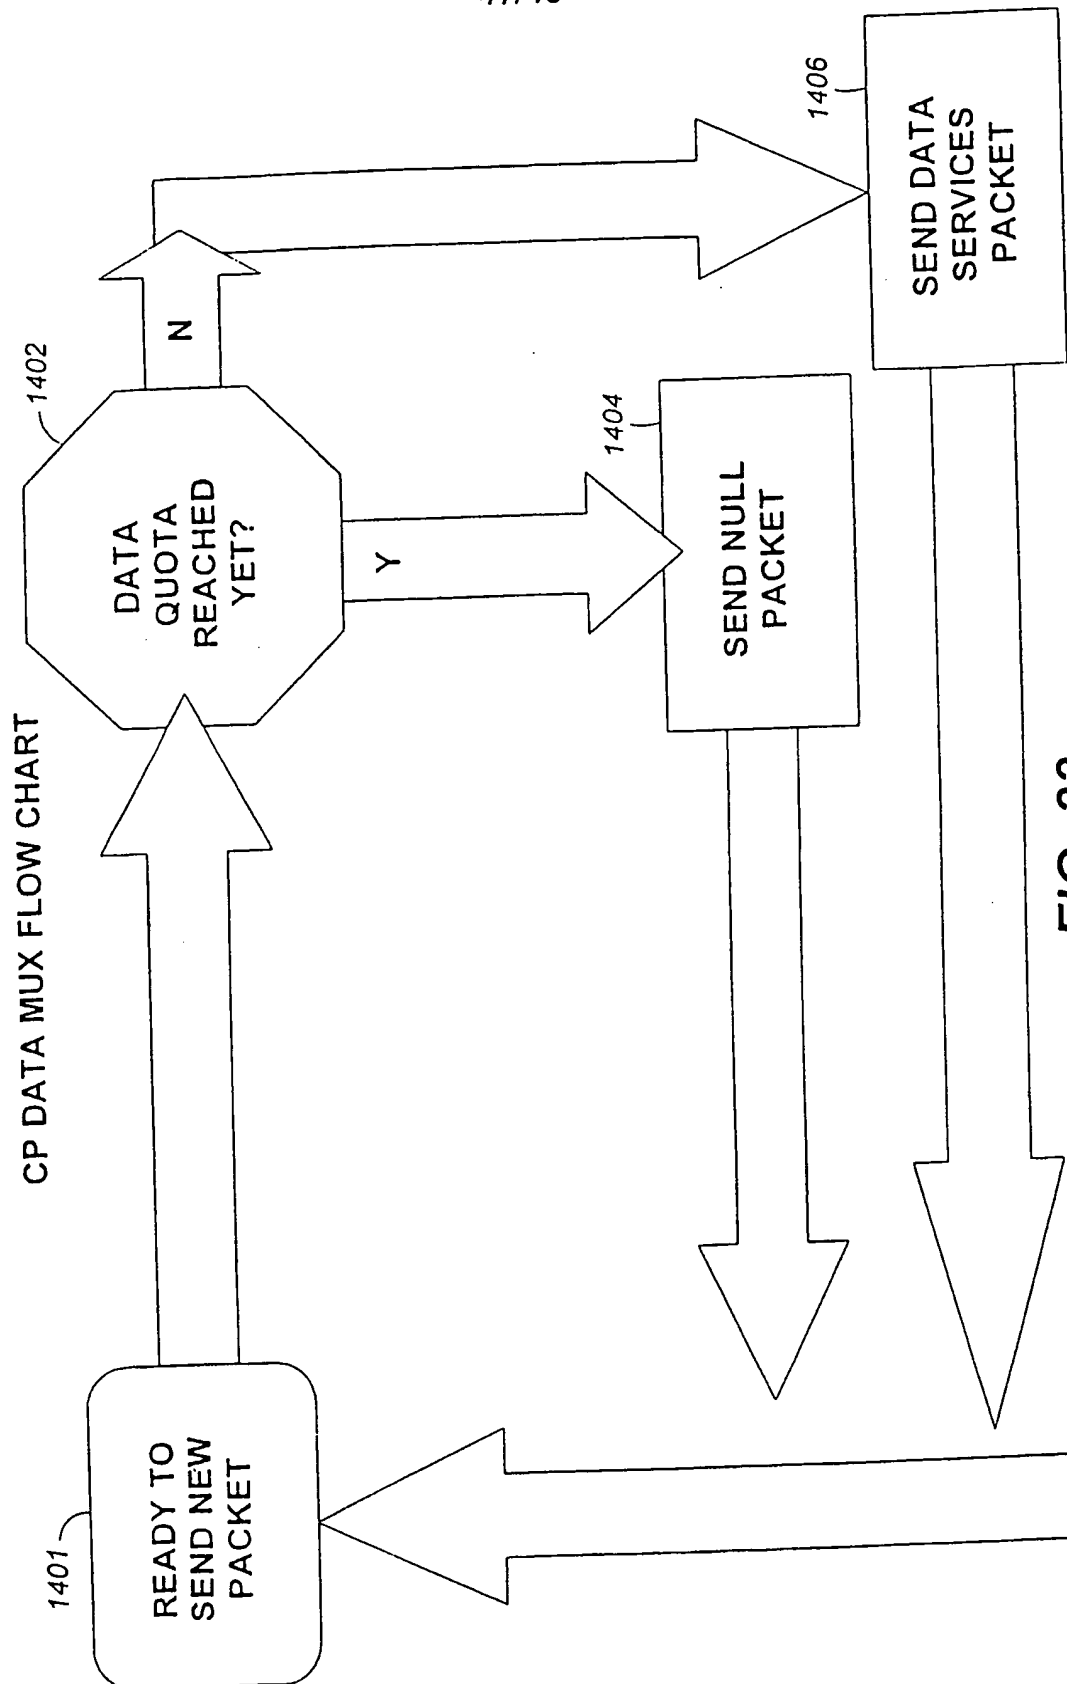 CP DATA MUX FLOW CHART
1401
READY TO
SEND NEW
PACKET
1402
DATA
QUOTA
REACHED
YET?
N
Y
1404
SEND NULL
PACKET
1406
SEND DATA
SERVICES
PACKET